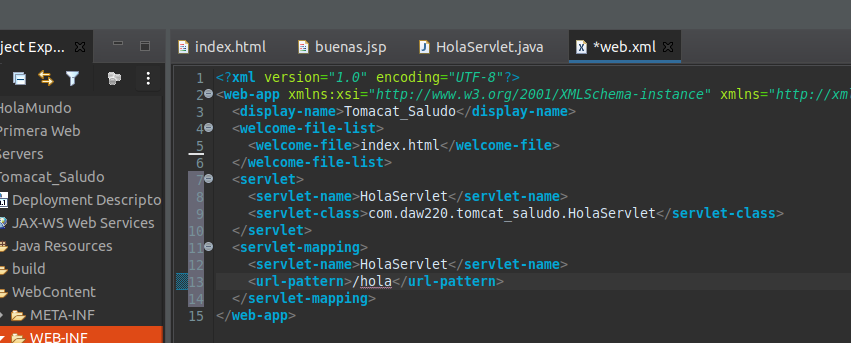 ject Exp...
index.html
buenas.jsp
HolaServlet.java
*web.xml
HolaMundo
Primera Web
Servers
Tomacat_Saludo
Deployment Descripto
JAX-WS Web Services
Java Resources
build
WebContent
META-INF
WEB-INF
1 <?xml version="1.0" encoding="UTF-8"?>
2 <web-app xmlns:xsi="http://www.w3.org/2001/XMLSchema-instance" xmlns="http://xml
3 <display-name>Tomacat_Saludo</display-name>
4 <welcome-file-list>
5 <welcome-file>index.html</welcome-file>
6 </welcome-file-list>
7 <servlet>
8 <servlet-name>HolaServlet</servlet-name>
9 <servlet-class>com.daw220.tomcat_saludo.HolaServlet</servlet-class>
10 </servlet>
11 <servlet-mapping>
12 <servlet-name>HolaServlet</servlet-name>
13 <url-pattern>/hola</url-pattern>
14 </servlet-mapping>
15 </web-app>